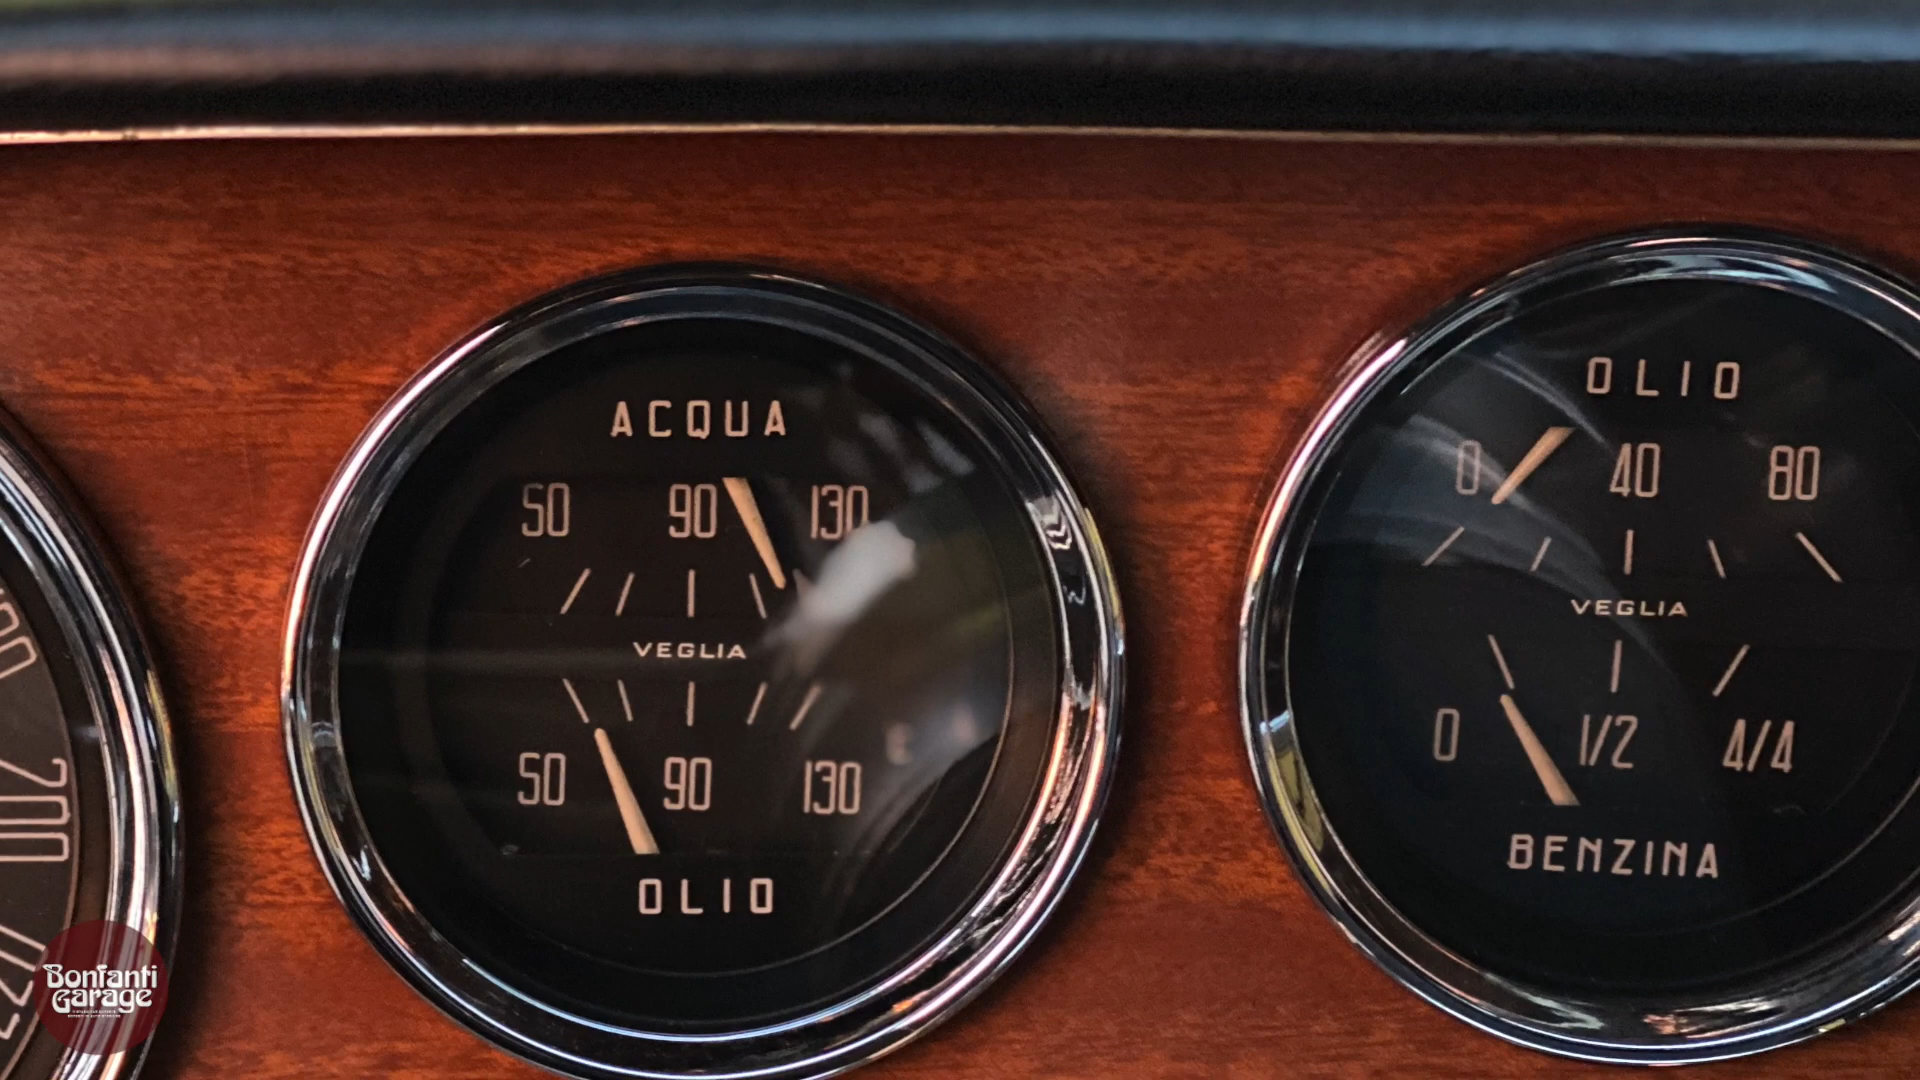 ACQUA
50 90 130
VEGLIA
50 90 130
OLIO
OLIO
0 40 80
VEGLIA
0 1/2 4/4
BENZINA
200
Bonfanti
Garage